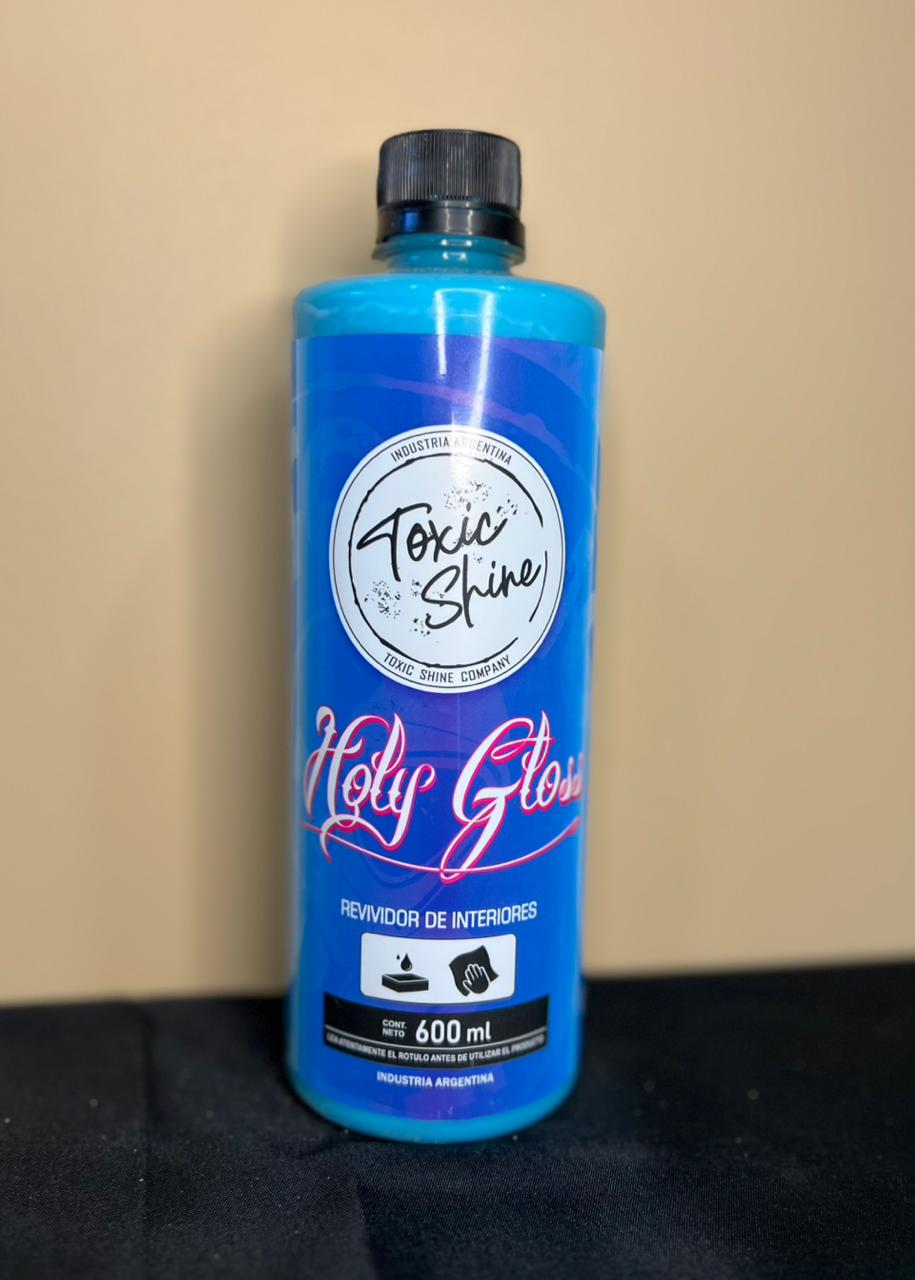 INDUSTRIA ARGENTINA
Toxic
Shine
TOXIC SHINE COMPANY
Holy Gloss
REVIVIDOR DE INTERIORES
CONT. NETO 600 ml
LEA ATENTAMENTE EL ROTULO ANTES DE UTILIZAR EL PRODUCTO
INDUSTRIA ARGENTINA